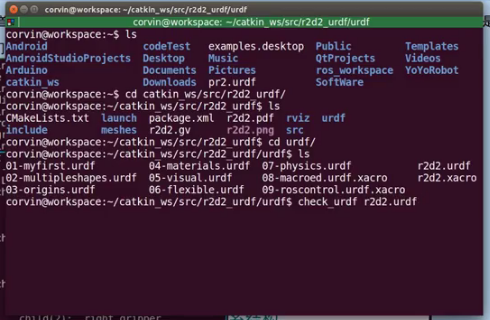 corvin@workspace: ~/catkin_ws/src/r2d2_urdf/urdf
corvin@workspace: ~/catkin_ws/src/r2d2_urdf/urdf
corvin@workspace:~$ ls
Android codeTest examples.desktop Public Templates
AndroidStudioProjects Desktop Music QtProjects Videos
Arduino Documents Pictures ros_workspace YoYoRobot
catkin_ws Downloads pr2.urdf SoftWare
corvin@workspace:~$ cd catkin_ws/src/r2d2_urdf/
corvin@workspace:~/catkin_ws/src/r2d2_urdf$ ls
CMakeLists.txt launch package.xml r2d2.pdf rviz urdf
include meshes r2d2.gv r2d2.png src
corvin@workspace:~/catkin_ws/src/r2d2_urdf$ cd urdf/
corvin@workspace:~/catkin_ws/src/r2d2_urdf/urdf$ ls
01-myfirst.urdf 04-materials.urdf 07-physics.urdf r2d2.urdf
02-multipleshapes.urdf 05-visual.urdf 08-macroed.urdf.xacro r2d2.xacro
03-origins.urdf 06-flexible.urdf 09-roscontrol.urdf.xacro
corvin@workspace:~/catkin_ws/src/r2d2_urdf/urdf$ check_urdf r2d2.urdf
child(2): right_gripper